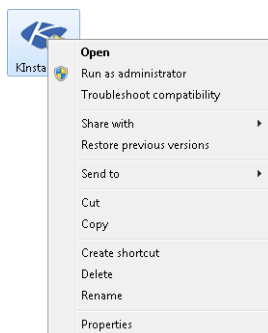 KInsta
Open
Run as administrator
Troubleshoot compatibility
Share with
Restore previous versions
Send to
Cut
Copy
Create shortcut
Delete
Rename
Properties